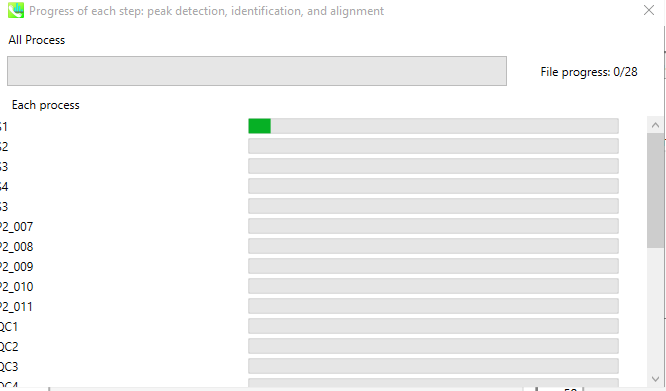 Progress of each step: peak detection, identification, and alignment
All Process
File progress: 0/28
Each process
S1
S2
S3
S4
S3
P2_007
P2_008
P2_009
P2_010
P2_011
QC1
QC2
QC3
QC4